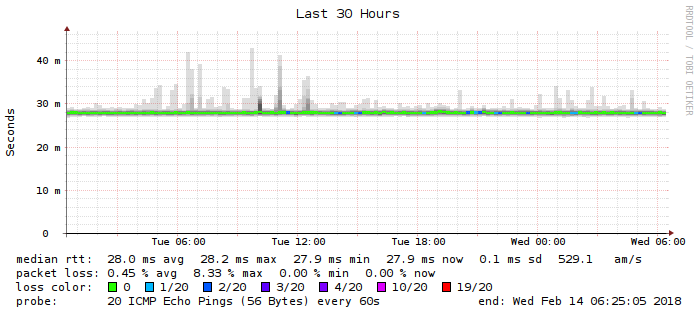 Last 30 Hours
RRDTOOL / TOBI OETIKER
Seconds
40 m
30 m
20 m
10 m
0
Tue 06:00 Tue 12:00 Tue 18:00 Wed 00:00 Wed 06:00
median rtt: 28.0 ms avg 28.2 ms max 27.9 ms min 27.9 ms now 0.1 ms sd 529.1 am/s
packet loss: 0.45 % avg 8.33 % max 0.00 % min 0.00 % now
loss color: 0 1/20 2/20 3/20 4/20 10/20 19/20
probe: 20 ICMP Echo Pings (56 Bytes) every 60s end: Wed Feb 14 06:25:05 2018